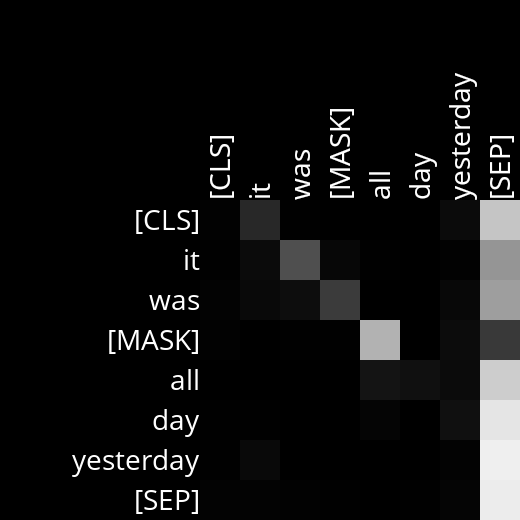 [CLS]
it
was
[MASK]
all
day
yesterday
[SEP]
[CLS]
it
was
[MASK]
all
day
yesterday
[SEP]